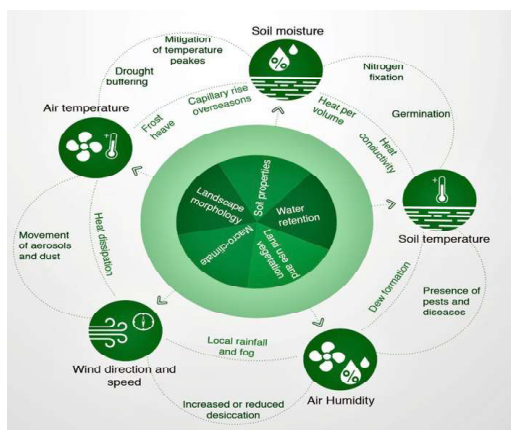 Soil moisture
Mitigation
of temperature
peakes
Drought
buffering
Nitrogen
fixation
Air temperature
Capillary rise
overseasons
Frost
heave
Heat per
volume
Germination
Heat
conductivity
Soil properties
Landscape
morphology
Water
retention
Macro-climate
Land use and
vegetation
Soil temperature
Movement
of aerosols
and dust
Heat dissipation
Dew formation
Presence of
pests and
diseases
Local rainfall
and fog
Wind direction and
speed
Increased or reduced
desiccation
Air Humidity
%
%
+
+